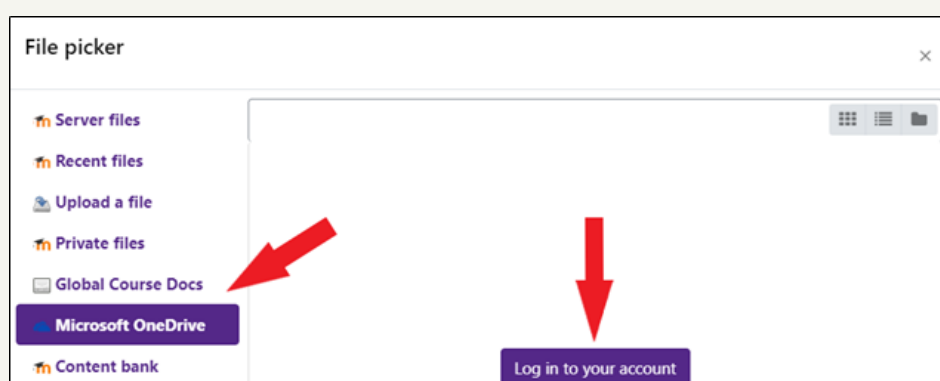 File picker
×
Server files
Recent files
Upload a file
Private files
Global Course Docs
Microsoft OneDrive
Content bank
Log in to your account